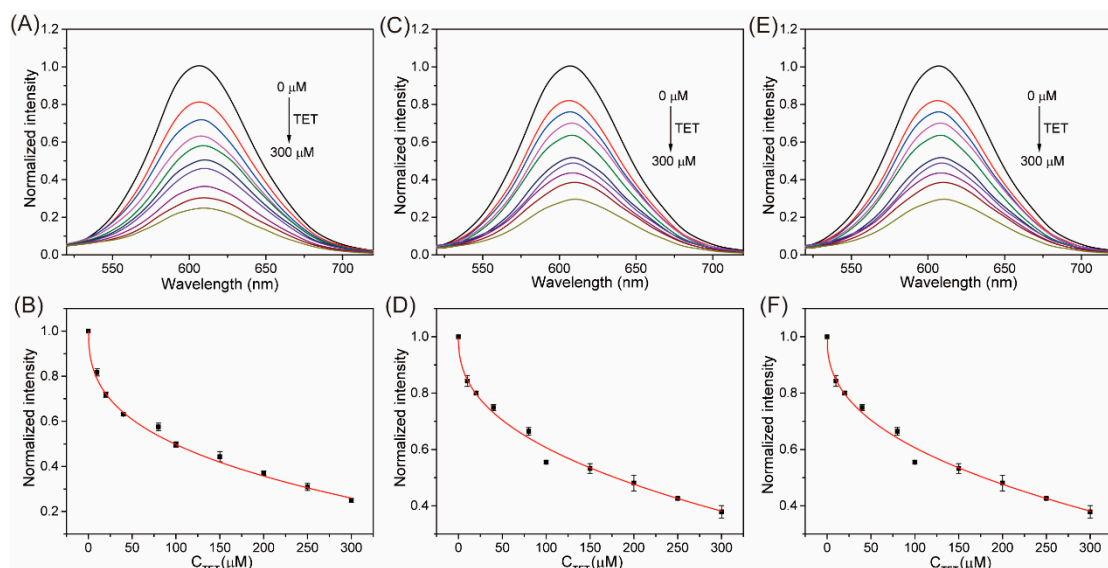 (A)
1.2
1.0
0.8
0.6
0.4
0.2
0.0
Normalized intensity
0 μM
TET
300 μM
550 600 650 700
Wavelength (nm)
(C)
1.2
1.0
0.8
0.6
0.4
0.2
0.0
Normalized intensity
0 μM
TET
300 μM
550 600 650 700
Wavelength (nm)
(E)
1.2
1.0
0.8
0.6
0.4
0.2
0.0
Normalized intensity
0 μM
TET
300 μM
550 600 650 700
Wavelength (nm)
(B)
1.0
0.8
0.6
0.4
0.2
Normalized intensity
0 50 100 150 200 250 300
CTET(μM)
(D)
1.0
0.8
0.6
0.4
Normalized intensity
0 50 100 150 200 250 300
CTET(μM)
(F)
1.0
0.8
0.6
0.4
Normalized intensity
0 50 100 150 200 250 300
CTET(μM)